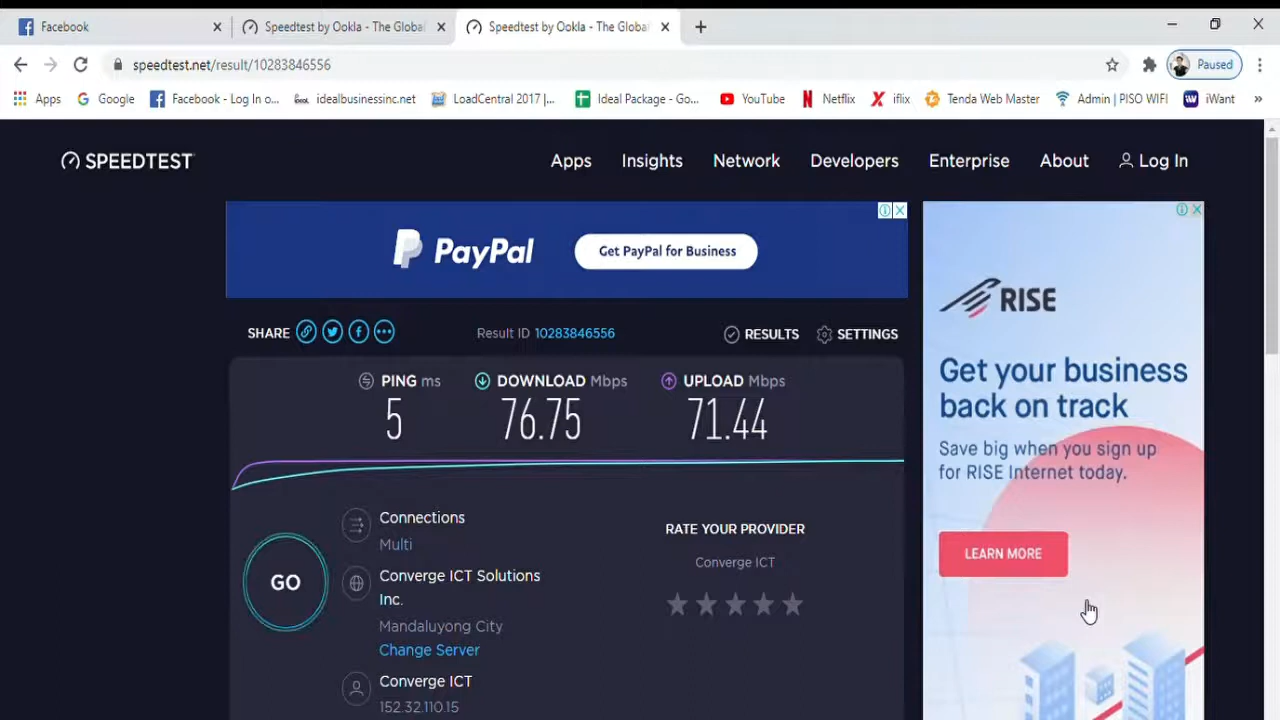 Facebook
Speedtest by Ookla - The Global
Speedtest by Ookla - The Global
speedtest.net/result/10283846556
Paused
Apps
Google
Facebook - Log In o...
idealbusinessinc.net
LoadCentral 2017 |...
Ideal Package - Go...
YouTube
Netflix
iflix
Tenda Web Master
Admin | PISO WIFI
iWant
»
SPEEDTEST
Apps
Insights
Network
Developers
Enterprise
About
Log In
PayPal
Get PayPal for Business
SHARE
Result ID 10283846556
RESULTS
SETTINGS
PING ms
DOWNLOAD Mbps
UPLOAD Mbps
5
76.75
71.44
GO
Connections
Multi
Converge ICT Solutions
Inc.
Mandaluyong City
Change Server
Converge ICT
152.32.110.15
RATE YOUR PROVIDER
Converge ICT
RISE
Get your business
back on track
Save big when you sign up
for RISE Internet today.
LEARN MORE